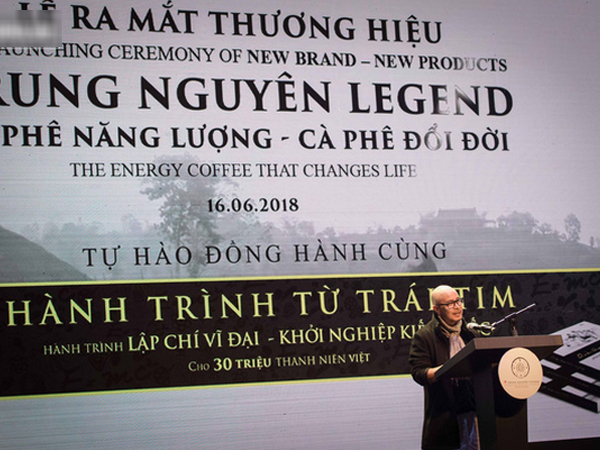 LỄ RA MẮT THƯƠNG HIỆU
AUNCHING CEREMONY OF NEW BRAND – NEW PRODUCTS
RUNG NGUYÊN LEGEND
PHÊ NĂNG LƯỢNG - CÀ PHÊ ĐỔI ĐỜI
THE ENERGY COFFEE THAT CHANGES LIFE
16.06.2018
TỰ HÀO ĐỒNG HÀNH CÙNG
HÀNH TRÌNH TỪ TRÁI TIM
HÀNH TRÌNH LẬP CHÍ VĨ ĐẠI - KHỞI NGHIỆP
CHO 30 TRIỆU THANH NIÊN VIỆT